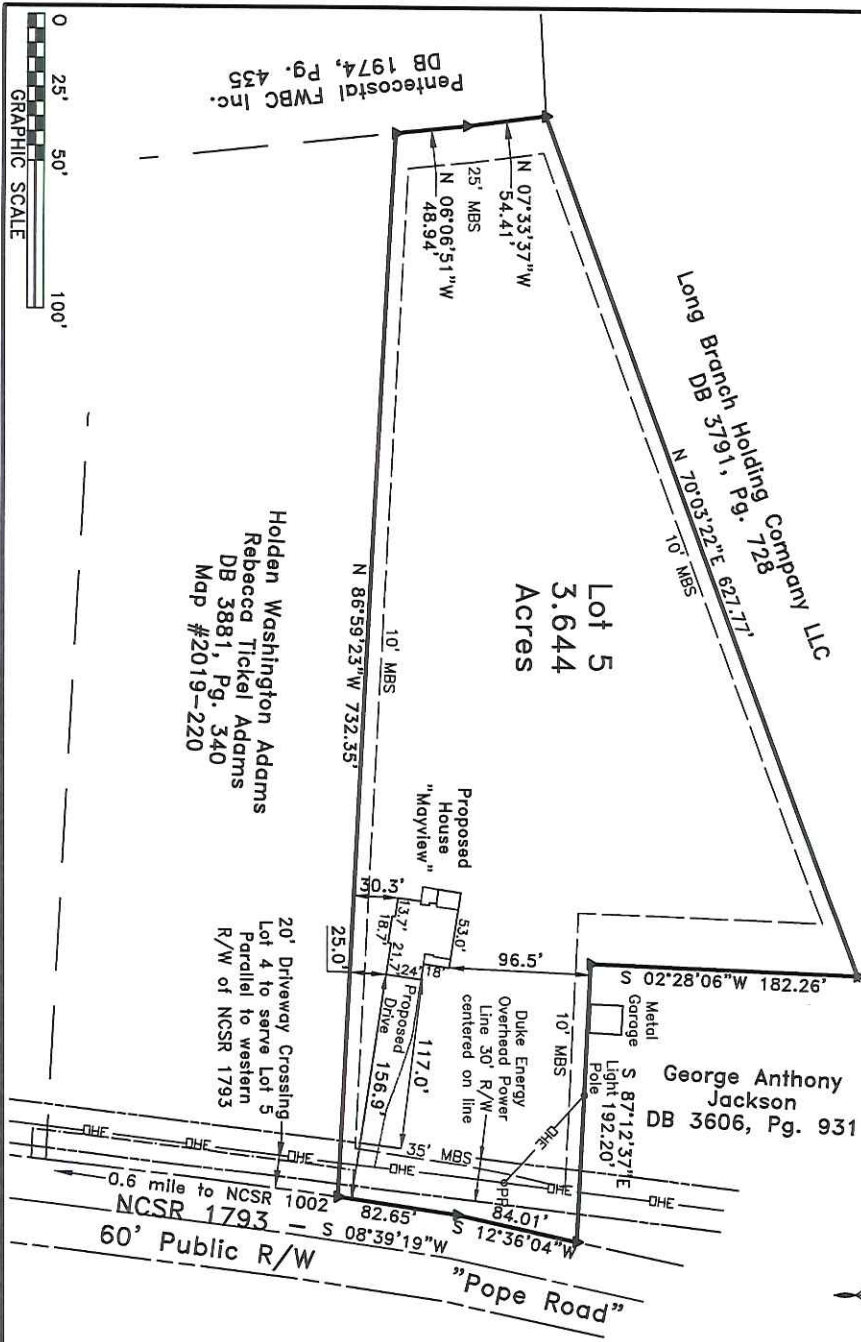 Pentecostal FWBC Inc.
DB 1974, Pg. 435
0 25' 50' 100'
GRAPHIC SCALE
Long Branch Holding Company LLC
DB 3791, Pg. 728
N 70°03'22"E 627.77'
10' MBS
N 07°33'37"W
54.41'
25' MBS
N 06°06'51"W
48.94'
Lot 5
3.644
Acres
10' MBS
N 86°59'23"W 732.35'
Holden Washington Adams
Rebecca Tickel Adams
DB 3881, Pg. 340
Map #2019-220
Proposed
House
"Mayview"
30.3'
13.7'
18.7'
21.7'
24'
18'
53.0'
96.5'
25.0'
Proposed
Drive
117.0'
156.9'
S 02°28'06"W 182.26'
Metal
Garage
10' MBS
S 87°12'37"E
192.20'
Light
Pole
George Anthony
Jackson
DB 3606, Pg. 931
Duke Energy
Overhead Power
Line 30' R/W
centered on line
20' Driveway Crossing
Lot 4 to serve Lot 5
Parallel to western
R/W of NCSR 1793
35' MBS
OHE
OHE
OHE
OHE
OHE
OHE
OHE
PP
0.6 mile to NCSR 1002
82.65'
84.01'
NCSR 1793 - S 08°39'19"W
S 12°36'04"W
60' Public R/W
"Pope Road"